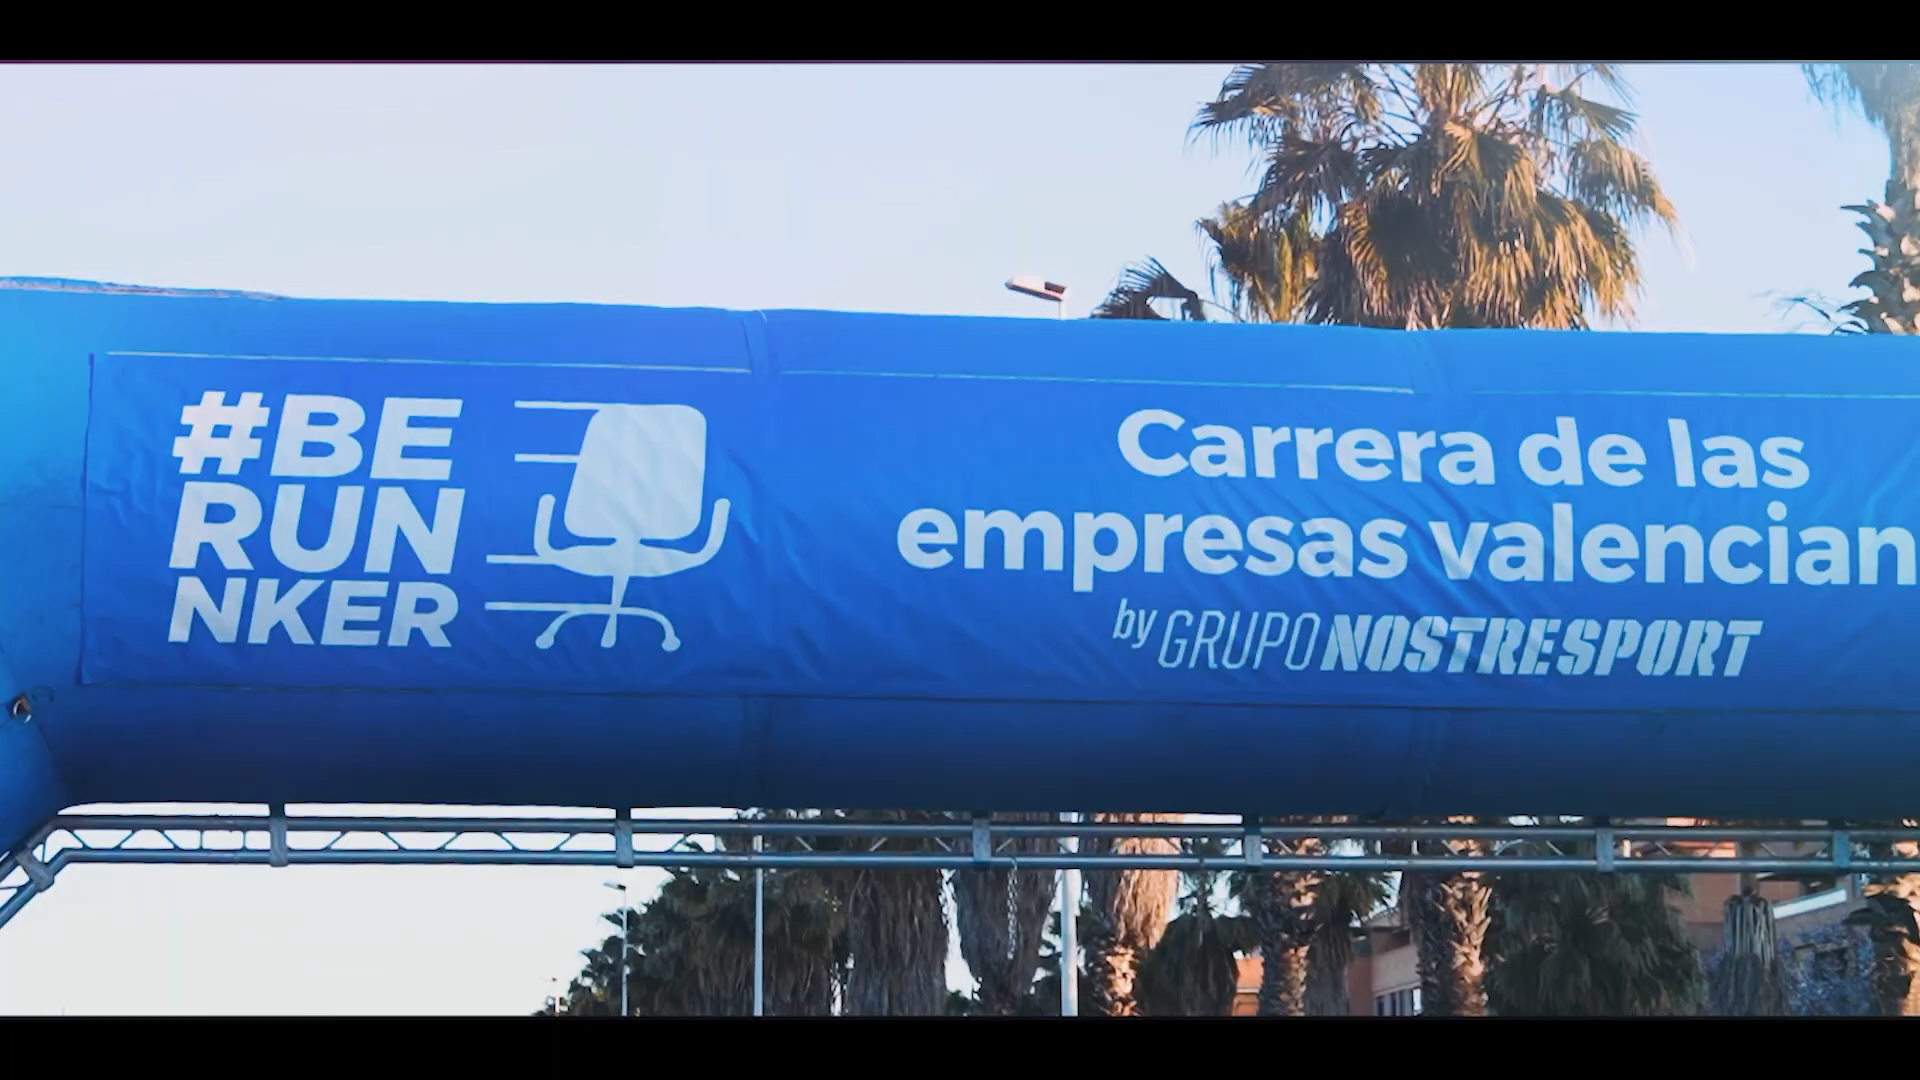 #BE
RUN
NKER
Carrera de las
empresas valencian
by GRUPO NOSTRESPORT